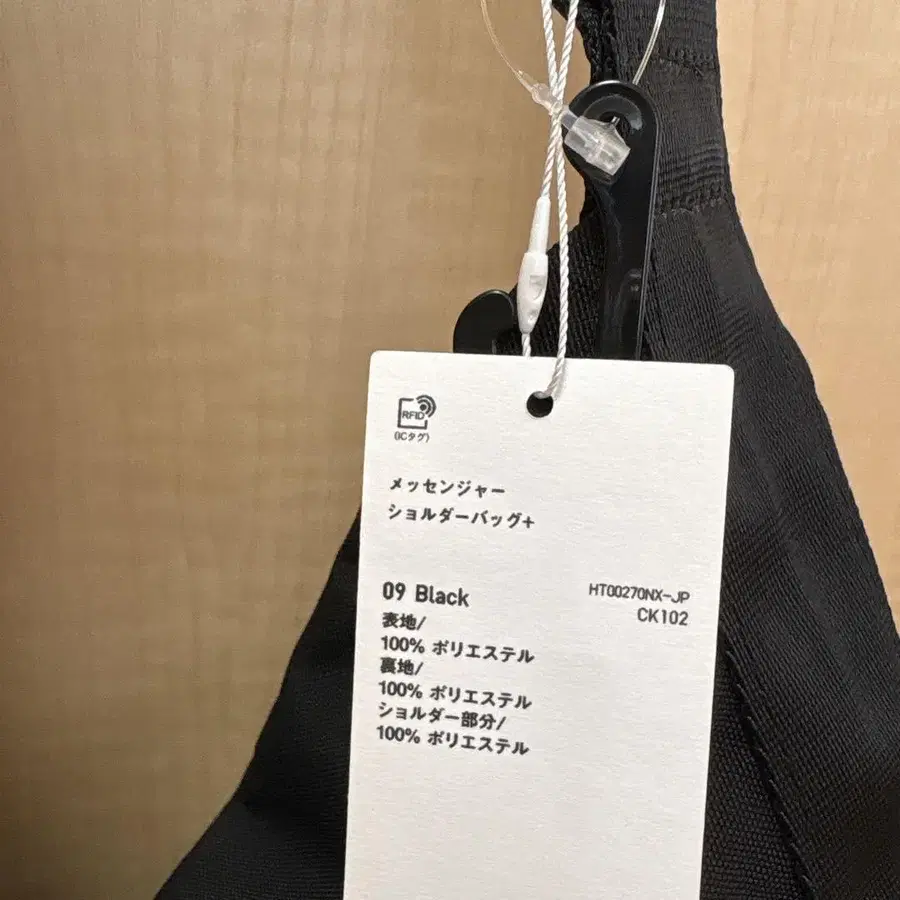 RFID
(ICタグ)
メッセンジャー
ショルダーバッグ+
09 Black
HT00270NX-JP
CK102
表地/
100% ポリエステル
裏地/
100% ポリエステル
ショルダー部分/
100% ポリエステル